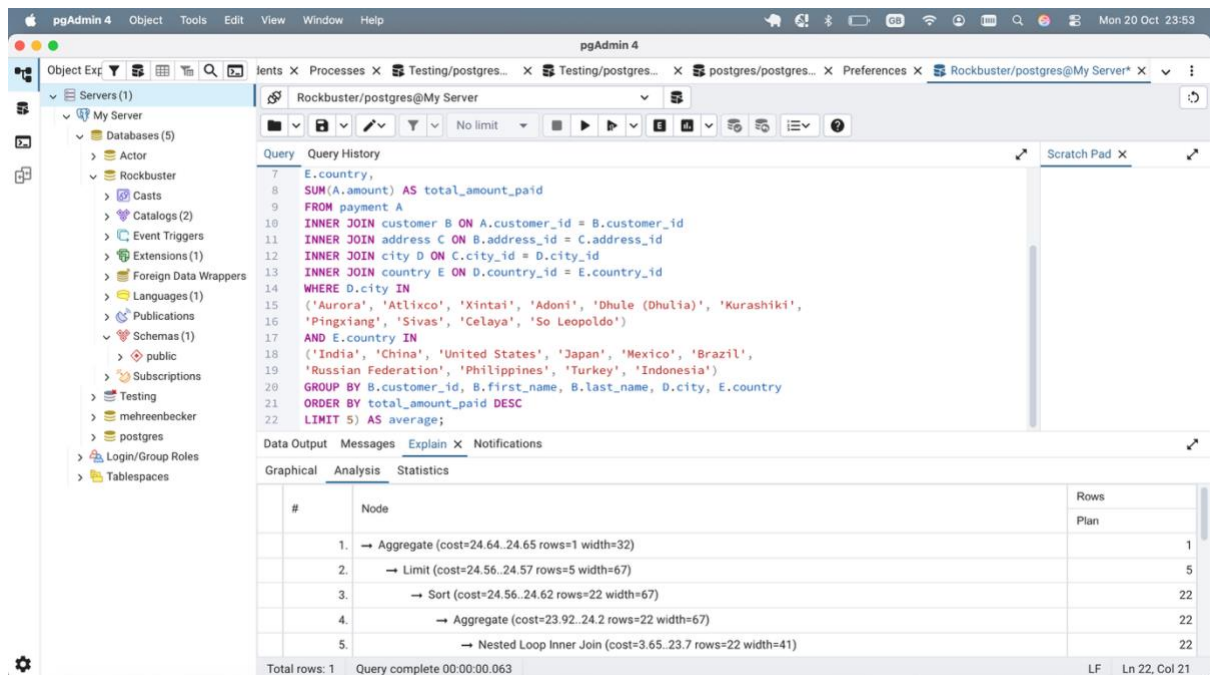 pgAdmin 4 Object Tools Edit View Window Help
GB
Mon 20 Oct 23:53
pgAdmin 4
Object Exp
dents
Processes
Testing/postgres...
Testing/postgres...
postgres/postgres...
Preferences
Rockbuster/postgres@My Server*
Servers (1)
My Server
Databases (5)
Actor
Rockbuster
Casts
Catalogs (2)
Event Triggers
Extensions (1)
Foreign Data Wrappers
Languages (1)
Publications
Schemas (1)
public
Subscriptions
Testing
mehreenbecker
postgres
Login/Group Roles
Tablespaces
Rockbuster/postgres@My Server
No limit
Query Query History
Scratch Pad
7 E.country,
8 SUM(A.amount) AS total_amount_paid
9 FROM payment A
10 INNER JOIN customer B ON A.customer_id = B.customer_id
11 INNER JOIN address C ON B.address_id = C.address_id
12 INNER JOIN city D ON C.city_id = D.city_id
13 INNER JOIN country E ON D.country_id = E.country_id
14 WHERE D.city IN
15 ('Aurora', 'Atlixco', 'Xintai', 'Adoni', 'Dhule (Dhulia)', 'Kurashiki',
16 'Pingxiang', 'Sivas', 'Celaya', 'So Leopoldo')
17 AND E.country IN
18 ('India', 'China', 'United States', 'Japan', 'Mexico', 'Brazil',
19 'Russian Federation', 'Philippines', 'Turkey', 'Indonesia')
20 GROUP BY B.customer_id, B.first_name, B.last_name, D.city, E.country
21 ORDER BY total_amount_paid DESC
22 LIMIT 5) AS average;
Data Output Messages Explain Notifications
Graphical Analysis Statistics
# Node Rows
Plan
1. → Aggregate (cost=24.64..24.65 rows=1 width=32) 1
2. → Limit (cost=24.56..24.57 rows=5 width=67) 5
3. → Sort (cost=24.56..24.62 rows=22 width=67) 22
4. → Aggregate (cost=23.92..24.2 rows=22 width=67) 22
5. → Nested Loop Inner Join (cost=3.65..23.7 rows=22 width=41) 22
Total rows: 1 Query complete 00:00:00.063 LF Ln 22, Col 21